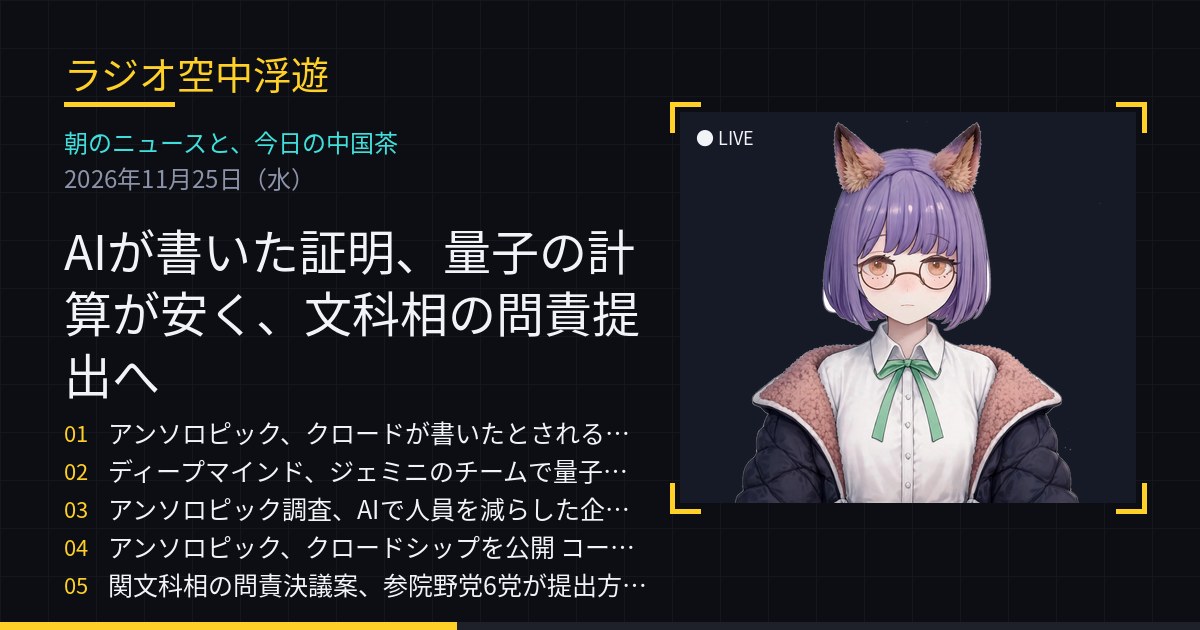 ラジオ空中浮遊
朝のニュースと、今日の中国茶
2026年11月25日（水）
AIが書いた証明、量子の計
算が安く、文科相の問責提
出へ
01 アンソロピック、クロードが書いたとされる…
02 ディープマインド、ジェミニのチームで量子…
03 アンソロピック調査、AIで人員を減らした企…
04 アンソロピック、クロードシップを公開 コー…
05 関文科相の問責決議案、参院野党6党が提出方…
LIVE